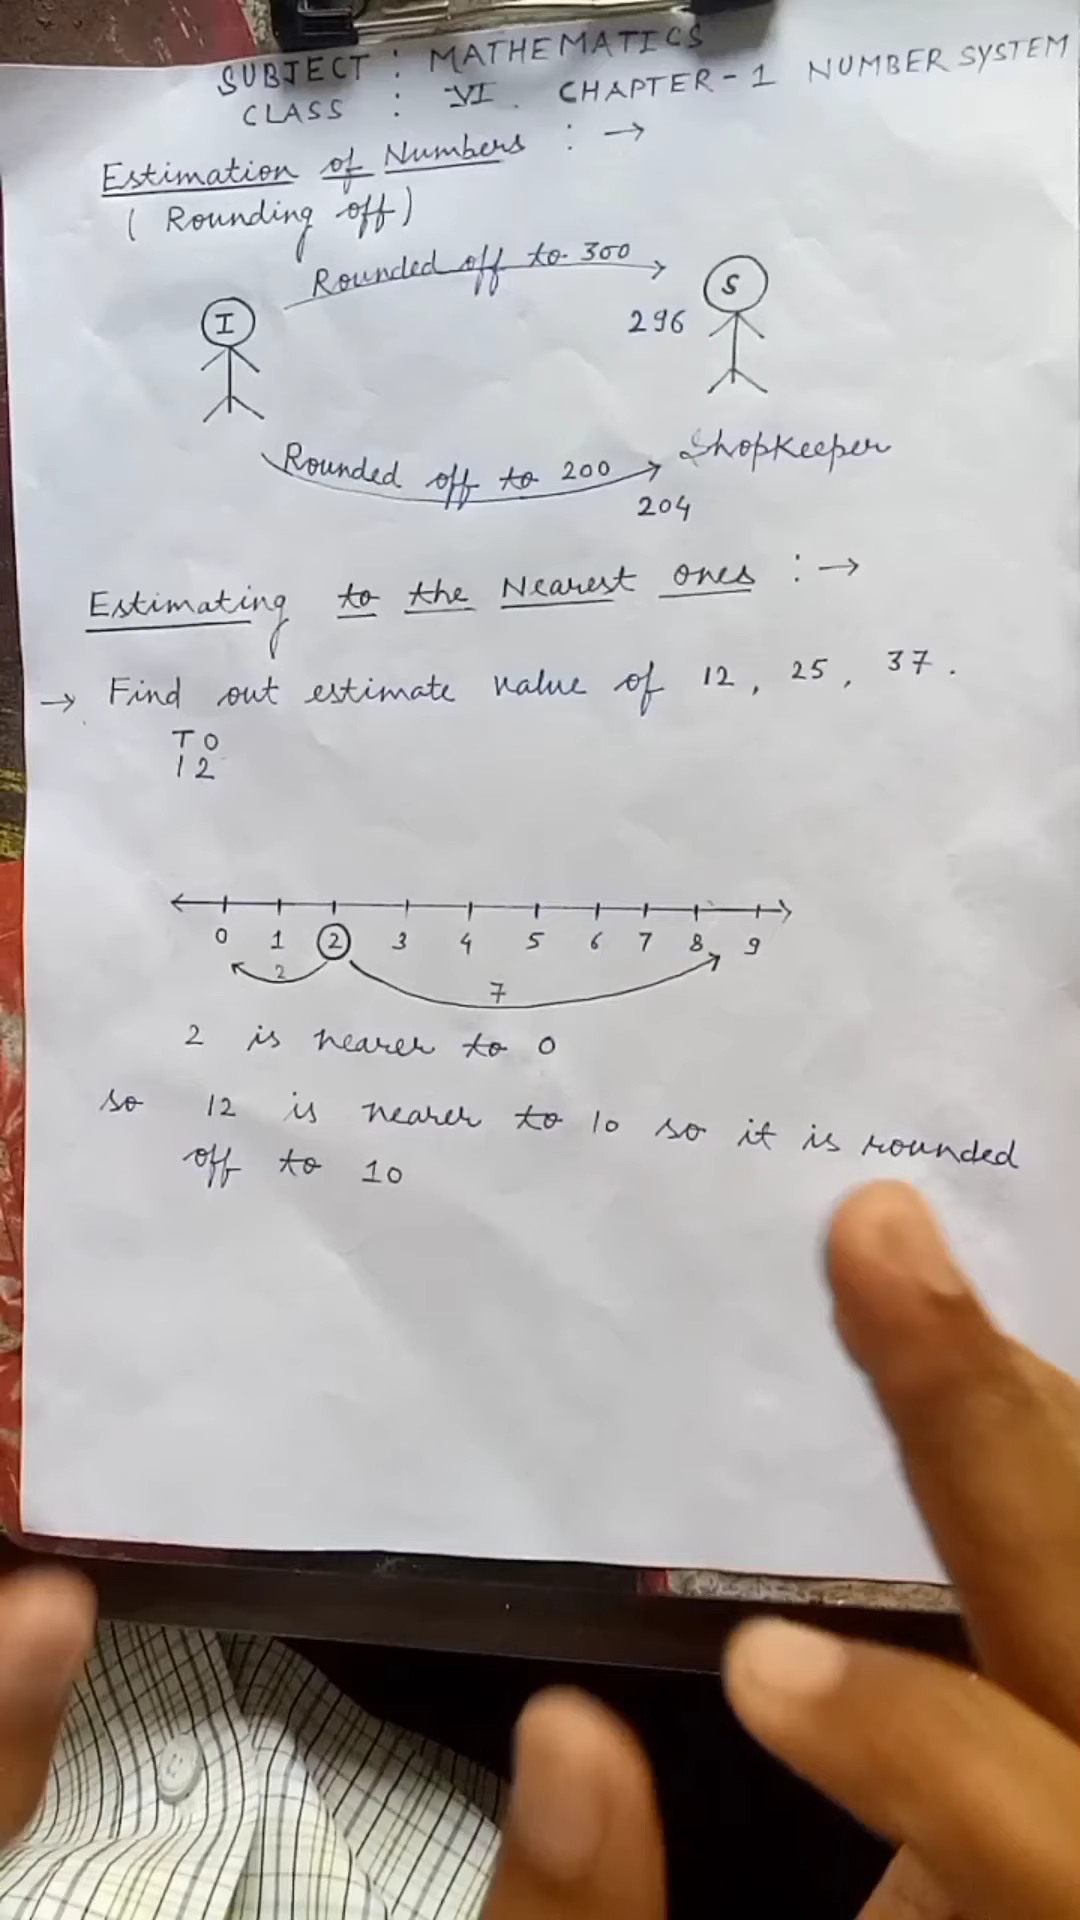 SUBJECT : MATHEMATICS
CLASS : VI. CHAPTER-1 NUMBER SYSTEM
Estimation of Numbers : →
( Rounding off)
Rounded off to 300 →
I
S
296
Shopkeeper
Rounded off to 200 →
204
Estimating to the Nearest ones : →
→ Find out estimate value of 12, 25, 37.
T O
1 2
0 1 2 3 4 5 6 7 8 9
2
7
2 is nearer to 0
so 12 is nearer to 10 so it is rounded
off to 10